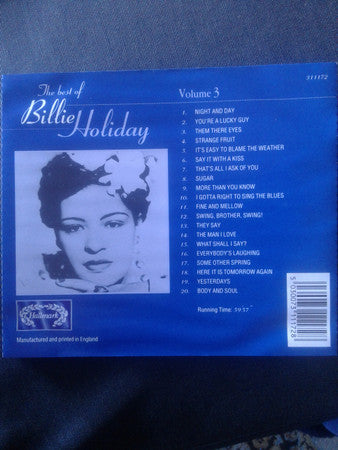 311172
The best of
Billie
Holiday
Volume 3
1. NIGHT AND DAY
2. YOU'RE A LUCKY GUY
3. THEM THERE EYES
4. STRANGE FRUIT
5. IT'S EASY TO BLAME THE WEATHER
6. SAY IT WITH A KISS
7. THAT'S ALL I ASK OF YOU
8. SUGAR
9. MORE THAN YOU KNOW
10. I GOTTA RIGHT TO SING THE BLUES
11. FINE AND MELLOW
12. SWING, BROTHER, SWING!
13. THEY SAY
14. THE MAN I LOVE
15. WHAT SHALL I SAY?
16. EVERYBODY'S LAUGHING
17. SOME OTHER SPRING
18. HERE IT IS TOMORROW AGAIN
19. YESTERDAYS
20. BODY AND SOUL
Running Time: 59:37
Hallmark
Manufactured and printed in England